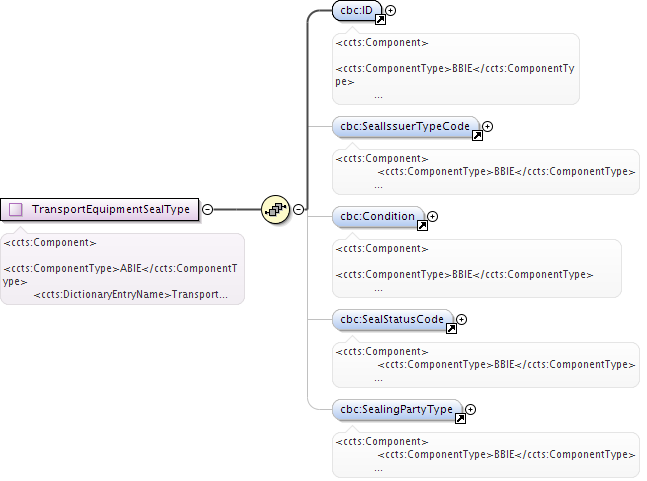 cbc:ID
<ccts:Component>
<ccts:ComponentType>BBIE</ccts:ComponentTy
pe>
...
cbc:SealIssuerTypeCode
<ccts:Component>
<ccts:ComponentType>BBIE</ccts:ComponentType>
...
TransportEquipmentSealType
<ccts:Component>
<ccts:ComponentType>ABIE</ccts:ComponentT
ype>
<ccts:DictionaryEntryName>Transport...
cbc:Condition
<ccts:Component>
<ccts:ComponentType>BBIE</ccts:ComponentType>
...
cbc:SealStatusCode
<ccts:Component>
<ccts:ComponentType>BBIE</ccts:ComponentType>
...
cbc:SealingPartyType
<ccts:Component>
<ccts:ComponentType>BBIE</ccts:ComponentType>
...